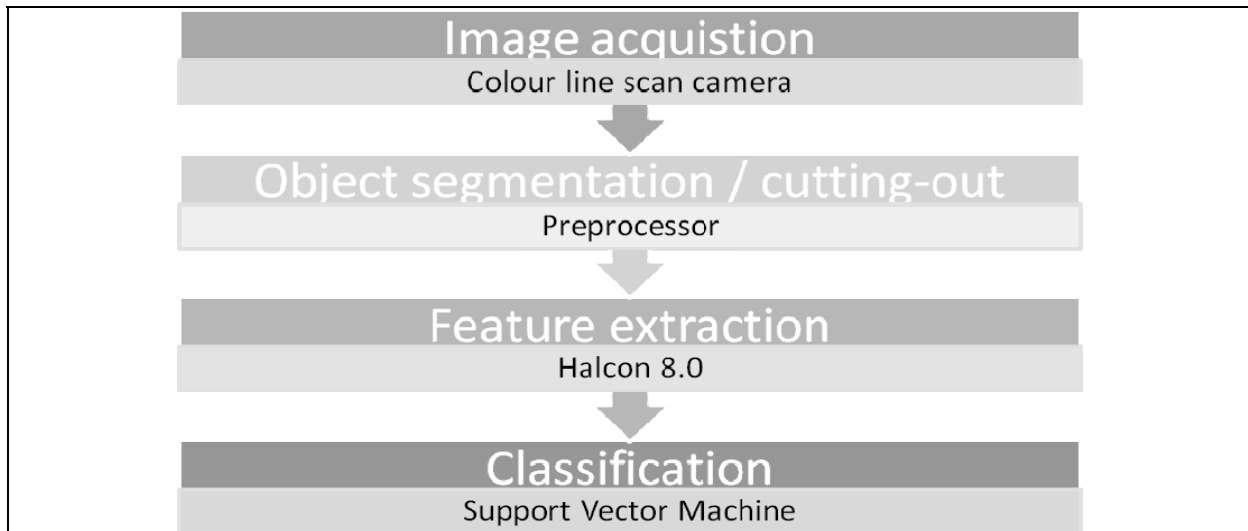 Image acquistion
Colour line scan camera
Object segmentation / cutting-out
Preprocessor
Feature extraction
Halcon 8.0
Classification
Support Vector Machine